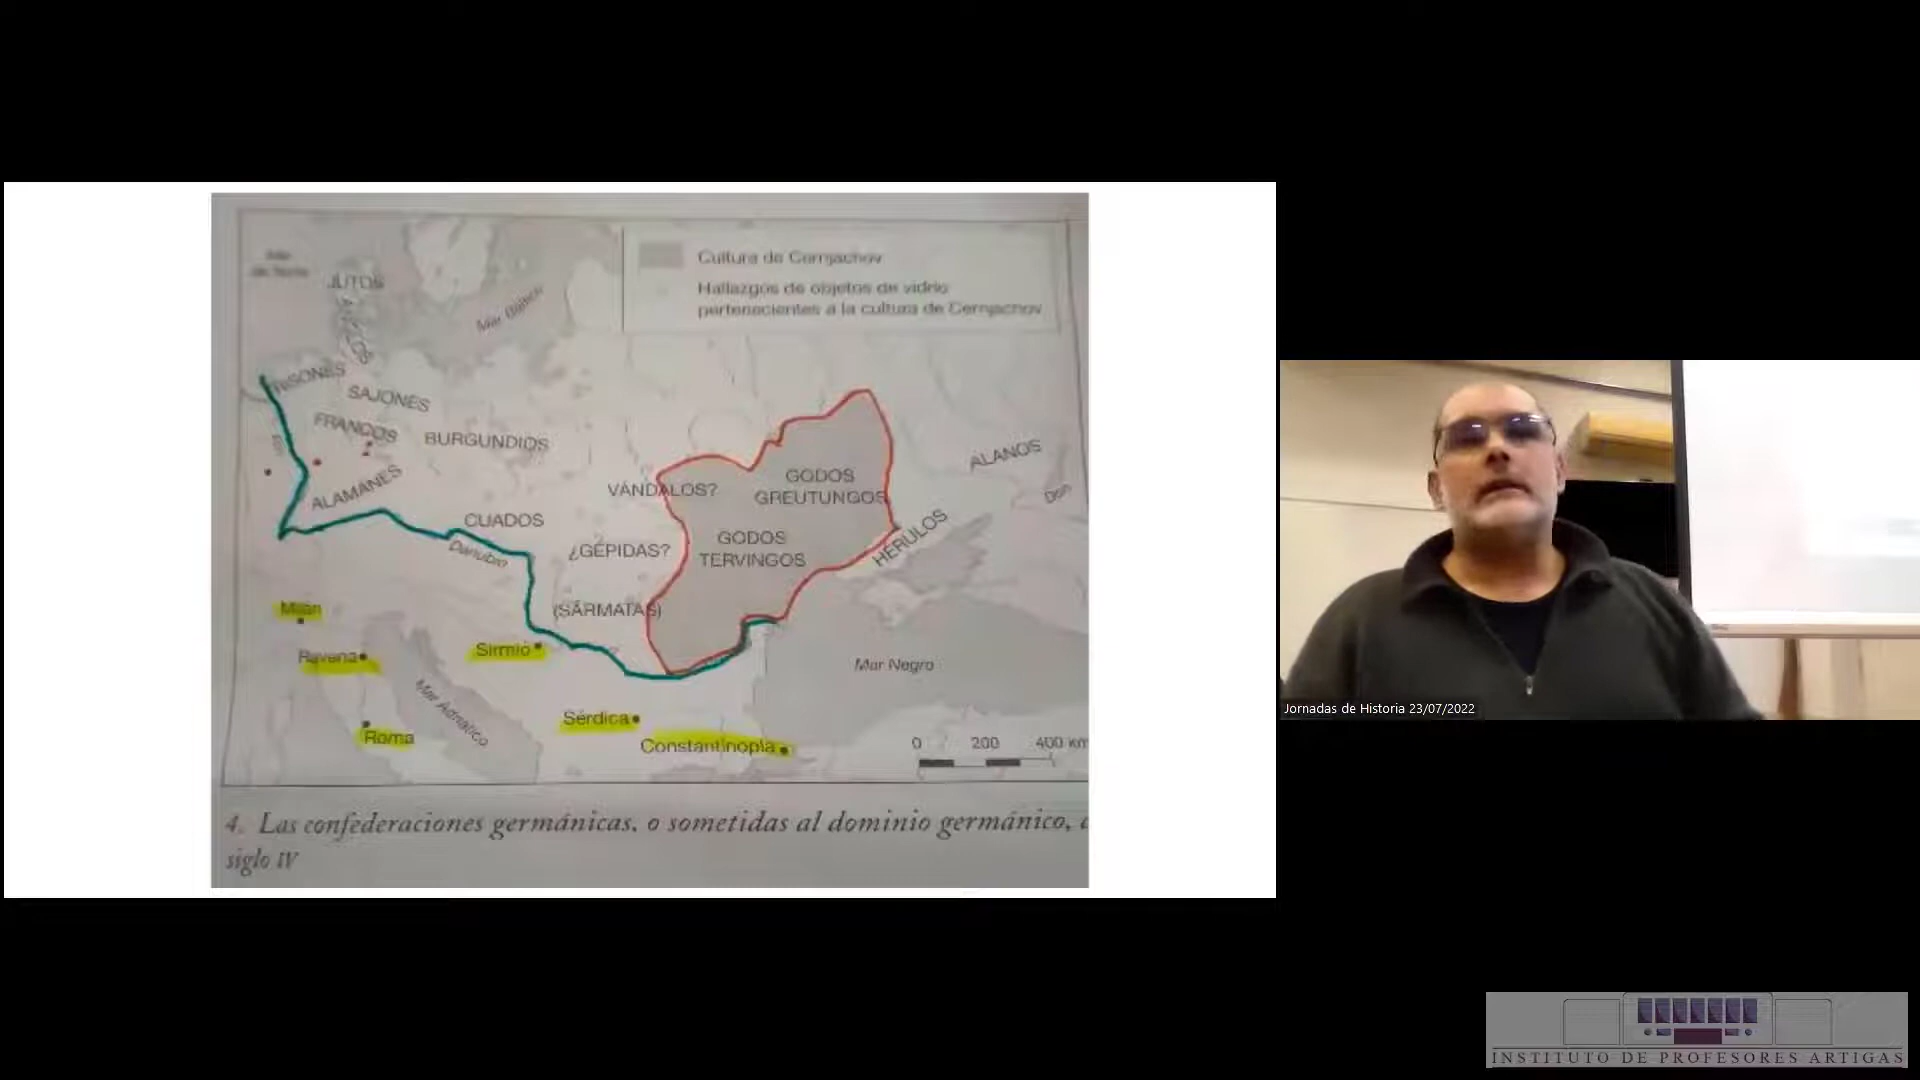 Cultura de Cernjachov
Hallazgos de objetos de vidrio
pertenecientes a la cultura de Cernjachov
JUTOS
Mar Báltico
FRISONES
SAJONES
FRANCOS
BURGUNDIOS
ALAMANES
ALANOS
Don
VÁNDALOS?
GODOS
GREUTUNGOS
CUADOS
Danubio
¿GÉPIDAS?
GODOS
TERVINGOS
HÉRULOS
(SÁRMATAS)
Milán
Ravena
Sirmio
Mar Negro
Mar Adriático
Roma
Sérdica
Constantinopla
0 200 400 km
4. Las confederaciones germánicas, o sometidas al dominio germánico,
siglo IV
Jornadas de Historia 23/07/2022
INSTITUTO DE PROFESORES ARTIGAS